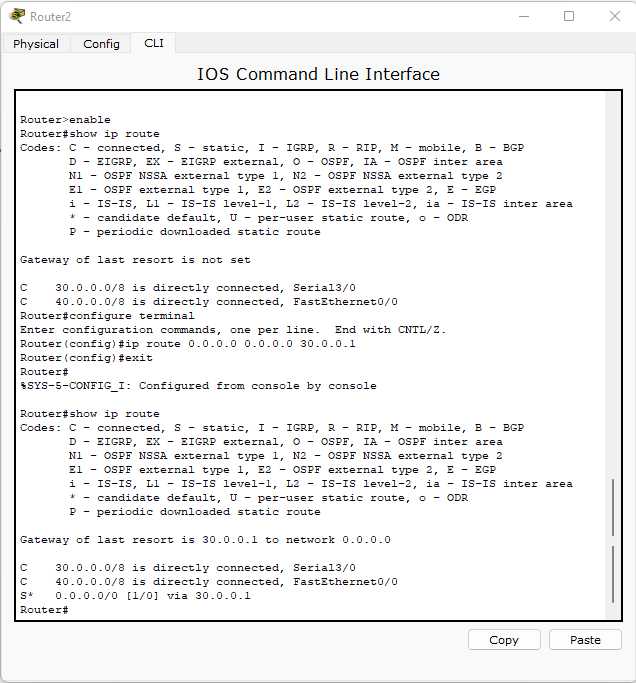 Router2
Physical Config CLI
IOS Command Line Interface
Router>enable
Router#show ip route
Codes: C - connected, S - static, I - IGRP, R - RIP, M - mobile, B - BGP
       D - EIGRP, EX - EIGRP external, O - OSPF, IA - OSPF inter area
       N1 - OSPF NSSA external type 1, N2 - OSPF NSSA external type 2
       E1 - OSPF external type 1, E2 - OSPF external type 2, E - EGP
       i - IS-IS, L1 - IS-IS level-1, L2 - IS-IS level-2, ia - IS-IS inter area
       * - candidate default, U - per-user static route, o - ODR
       P - periodic downloaded static route
Gateway of last resort is not set
C    30.0.0.0/8 is directly connected, Serial3/0
C    40.0.0.0/8 is directly connected, FastEthernet0/0
Router#configure terminal
Enter configuration commands, one per line.  End with CNTL/Z.
Router(config)#ip route 0.0.0.0 0.0.0.0 30.0.0.1
Router(config)#exit
Router#
%SYS-5-CONFIG_I: Configured from console by console
Router#show ip route
Codes: C - connected, S - static, I - IGRP, R - RIP, M - mobile, B - BGP
       D - EIGRP, EX - EIGRP external, O - OSPF, IA - OSPF inter area
       N1 - OSPF NSSA external type 1, N2 - OSPF NSSA external type 2
       E1 - OSPF external type 1, E2 - OSPF external type 2, E - EGP
       i - IS-IS, L1 - IS-IS level-1, L2 - IS-IS level-2, ia - IS-IS inter area
       * - candidate default, U - per-user static route, o - ODR
       P - periodic downloaded static route
Gateway of last resort is 30.0.0.1 to network 0.0.0.0
C    30.0.0.0/8 is directly connected, Serial3/0
C    40.0.0.0/8 is directly connected, FastEthernet0/0
S*   0.0.0.0/0 [1/0] via 30.0.0.1
Router#
Copy Paste